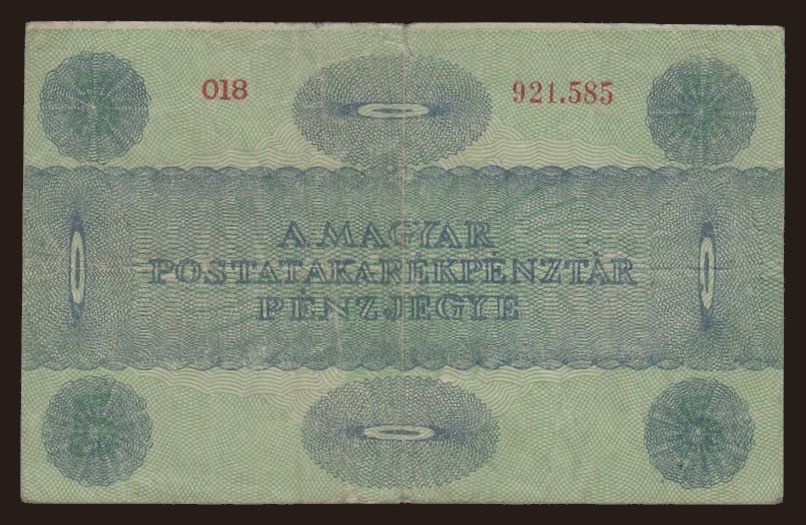 018 921.585
A MAGYAR
POSTATAKARÉKPÉNZTÁR
PÉNZJEGYE